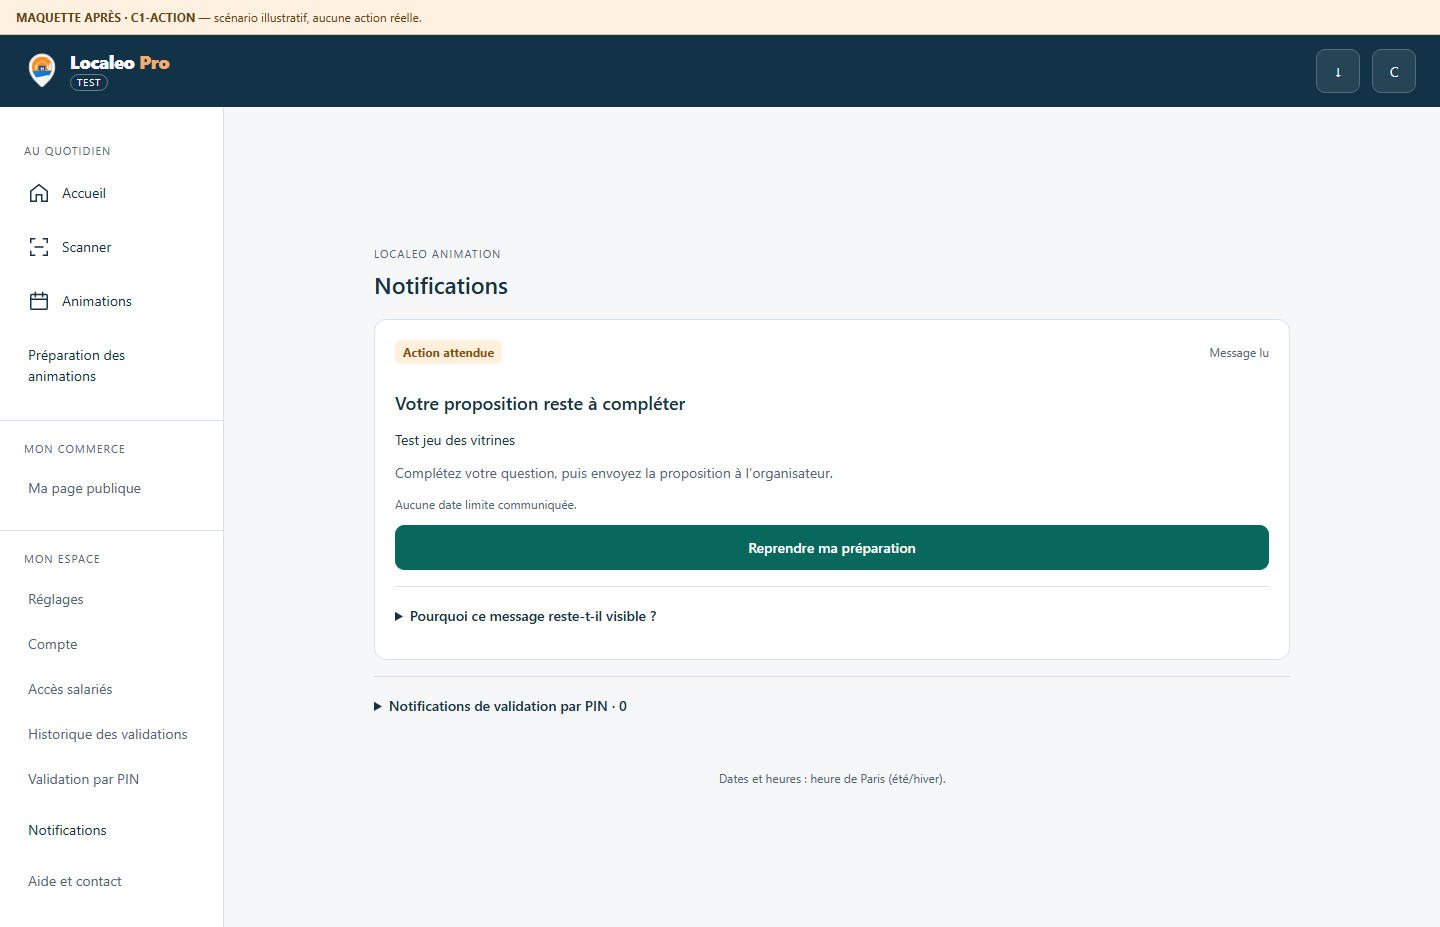 MAQUETTE APRÈS · C1-ACTION — scénario illustratif, aucune action réelle.
Localeo Pro
TEST
↓
C
AU QUOTIDIEN
Accueil
Scanner
Animations
Préparation des
animations
MON COMMERCE
Ma page publique
MON ESPACE
Réglages
Compte
Accès salariés
Historique des validations
Validation par PIN
Notifications
Aide et contact
LOCALEO ANIMATION
Notifications
Action attendue
Message lu
Votre proposition reste à compléter
Test jeu des vitrines
Complétez votre question, puis envoyez la proposition à l’organisateur.
Aucune date limite communiquée.
Reprendre ma préparation
▶ Pourquoi ce message reste-t-il visible ?
▶ Notifications de validation par PIN · 0
Dates et heures : heure de Paris (été/hiver).